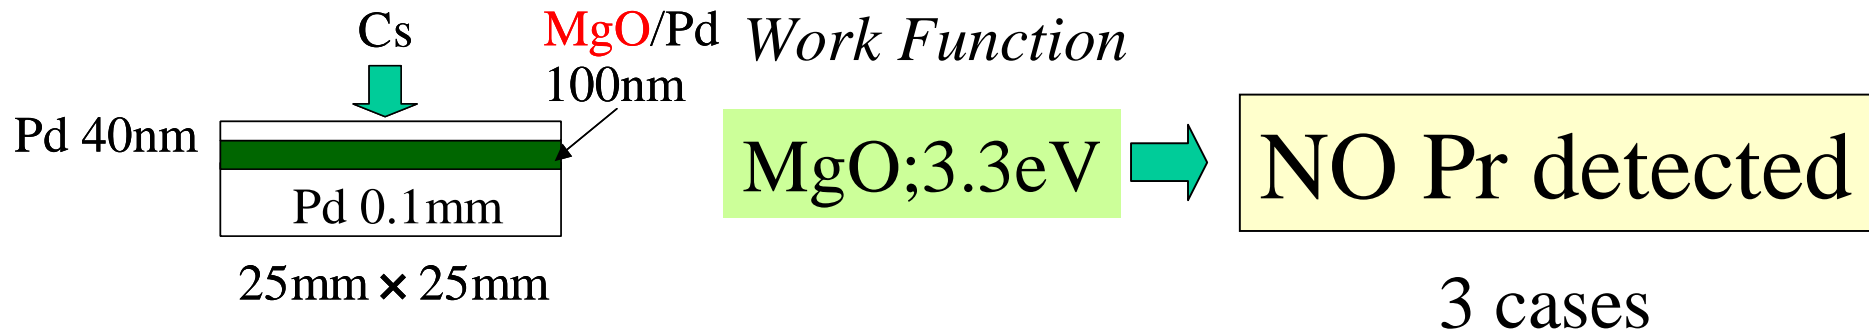 Cs
MgO/Pd
100nm
Pd 40nm
Pd 0.1mm
25mm × 25mm
Work Function
MgO;3.3eV
NO Pr detected
3 cases